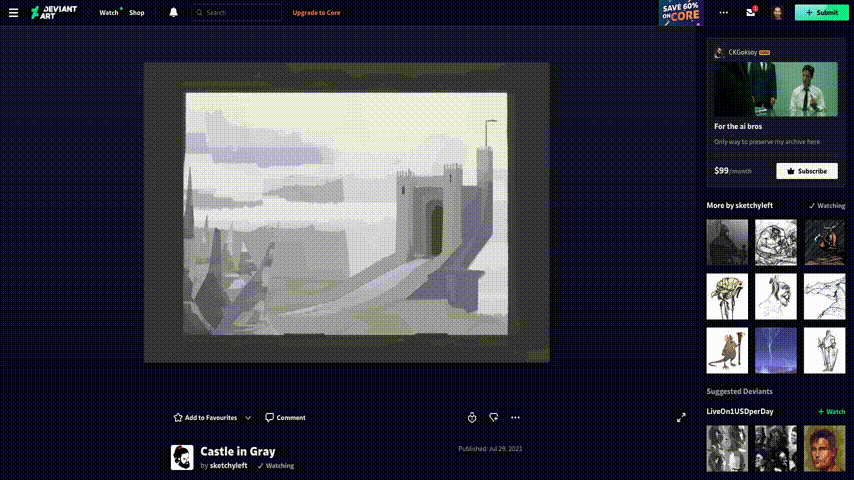 DEVIANT
ART
Watch
Shop
Search
Upgrade to Core
SAVE 60%
ON CORE
Submit
CKGoksoy CORE
For the ai bros
Only way to preserve my archive here
$99/month
Subscribe
More by sketchyleft
Watching
Add to Favourites
Comment
Castle in Gray
by sketchyleft
Watching
Published: Jul 29, 2021
Suggested Deviants
LiveOn1USDperDay
+ Watch